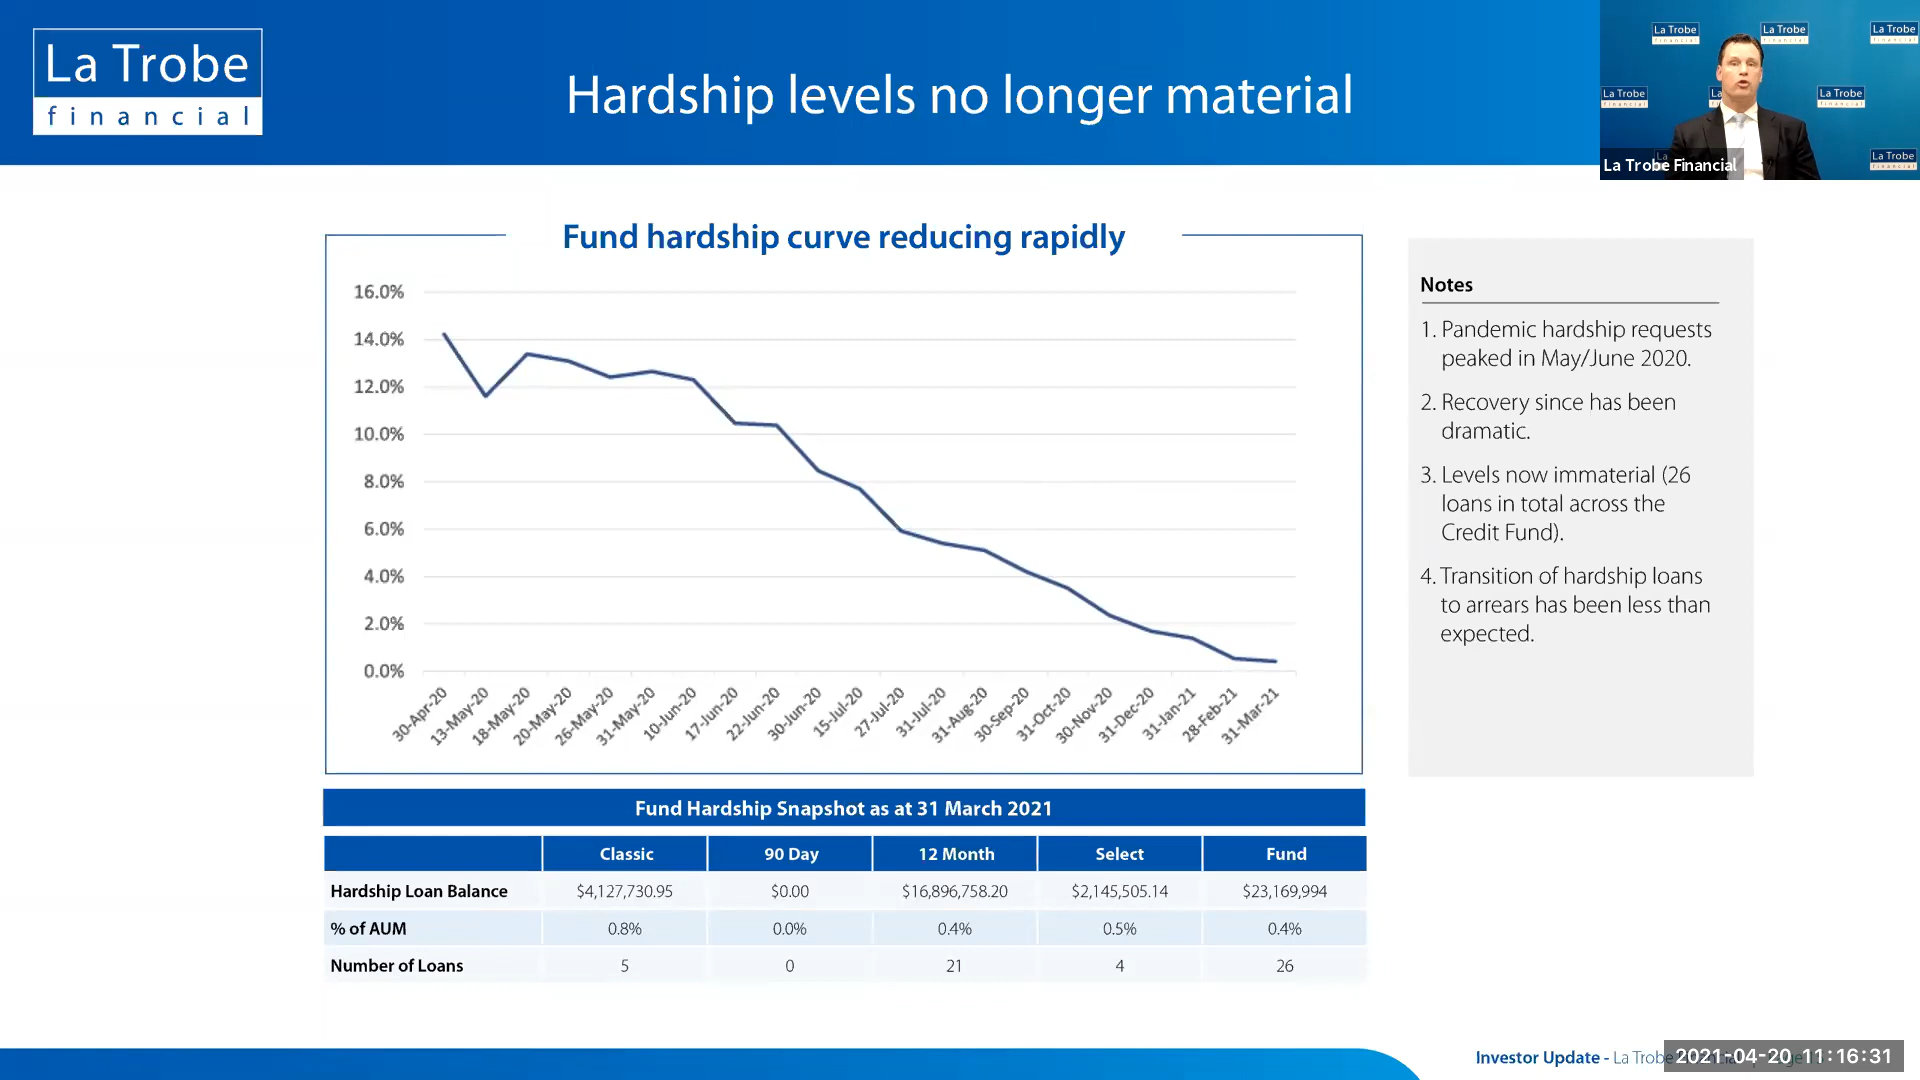 La Trobe
financial
Hardship levels no longer material
La Trobe
financial
La Trobe
financial
La Trobe
financial
La Trobe
financial
La Trobe
financial
La Trobe
financial
La Trobe Financial
Fund hardship curve reducing rapidly
16.0%
14.0%
12.0%
10.0%
8.0%
6.0%
4.0%
2.0%
0.0%
30-Apr-20
13-May-20
18-May-20
20-May-20
26-May-20
31-May-20
10-Jun-20
17-Jun-20
22-Jun-20
30-Jun-20
15-Jul-20
27-Jul-20
31-Jul-20
31-Aug-20
30-Sep-20
31-Oct-20
30-Nov-20
31-Dec-20
31-Jan-21
28-Feb-21
31-Mar-21
Notes
1. Pandemic hardship requests
peaked in May/June 2020.
2. Recovery since has been
dramatic.
3. Levels now immaterial (26
loans in total across the
Credit Fund).
4. Transition of hardship loans
to arrears has been less than
expected.
Fund Hardship Snapshot as at 31 March 2021
Classic 90 Day 12 Month Select Fund
Hardship Loan Balance $4,127,730.95 $0.00 $16,896,758.20 $2,145,505.14 $23,169,994
% of AUM 0.8% 0.0% 0.4% 0.5% 0.4%
Number of Loans 5 0 21 4 26
Investor Update - La Trobe
2021-04-20 11:16:31